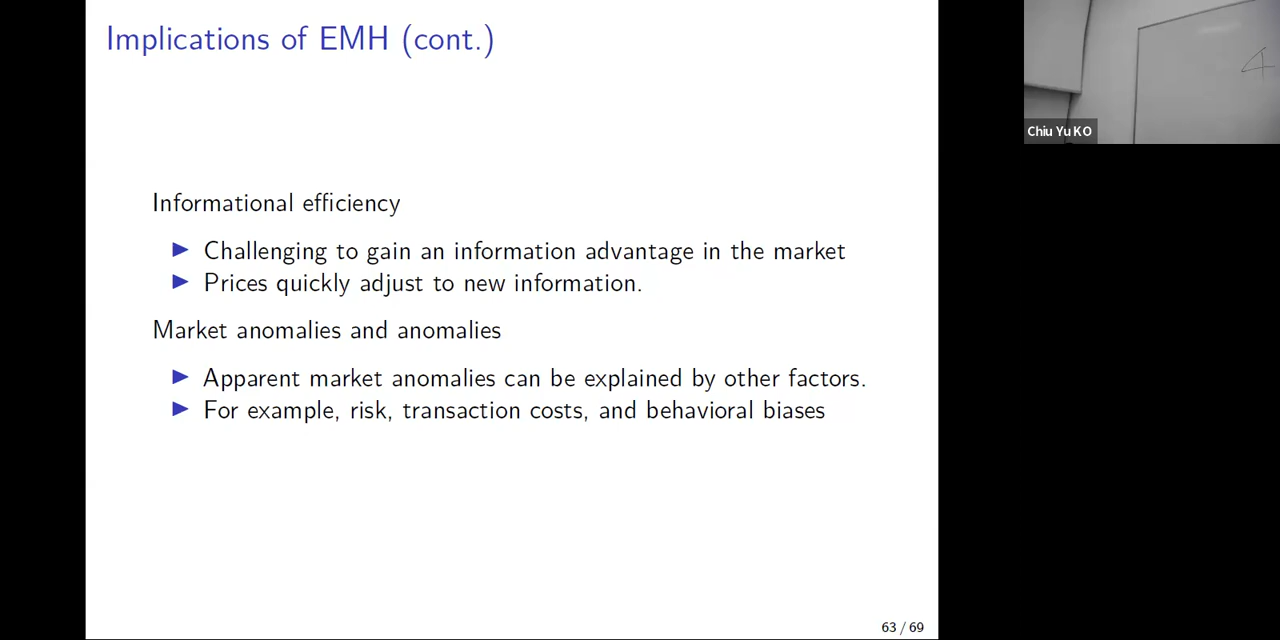 Implications of EMH (cont.)
Informational efficiency
▶ Challenging to gain an information advantage in the market
▶ Prices quickly adjust to new information.
Market anomalies and anomalies
▶ Apparent market anomalies can be explained by other factors.
▶ For example, risk, transaction costs, and behavioral biases
63 / 69
4
Chiu Yu KO